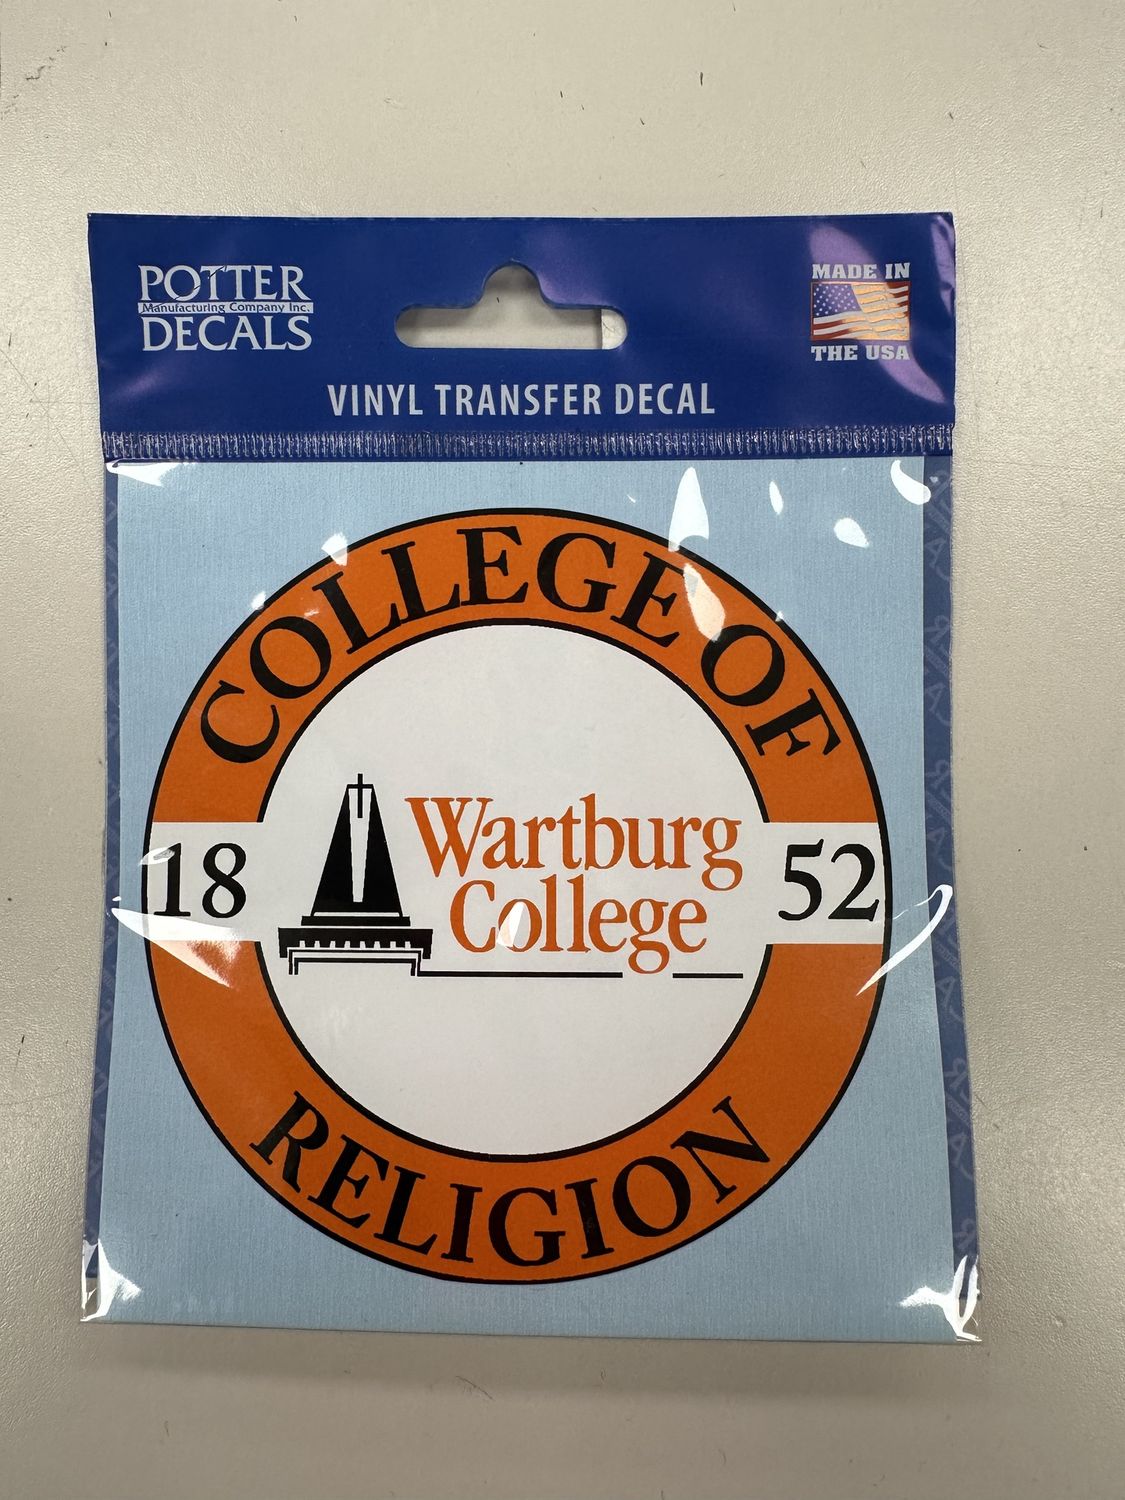 POTTER
Manufacturing Company Inc.
DECALS
MADE IN
THE USA
VINYL TRANSFER DECAL
COLLEGE OF
18
Wartburg
College
52
RELIGION